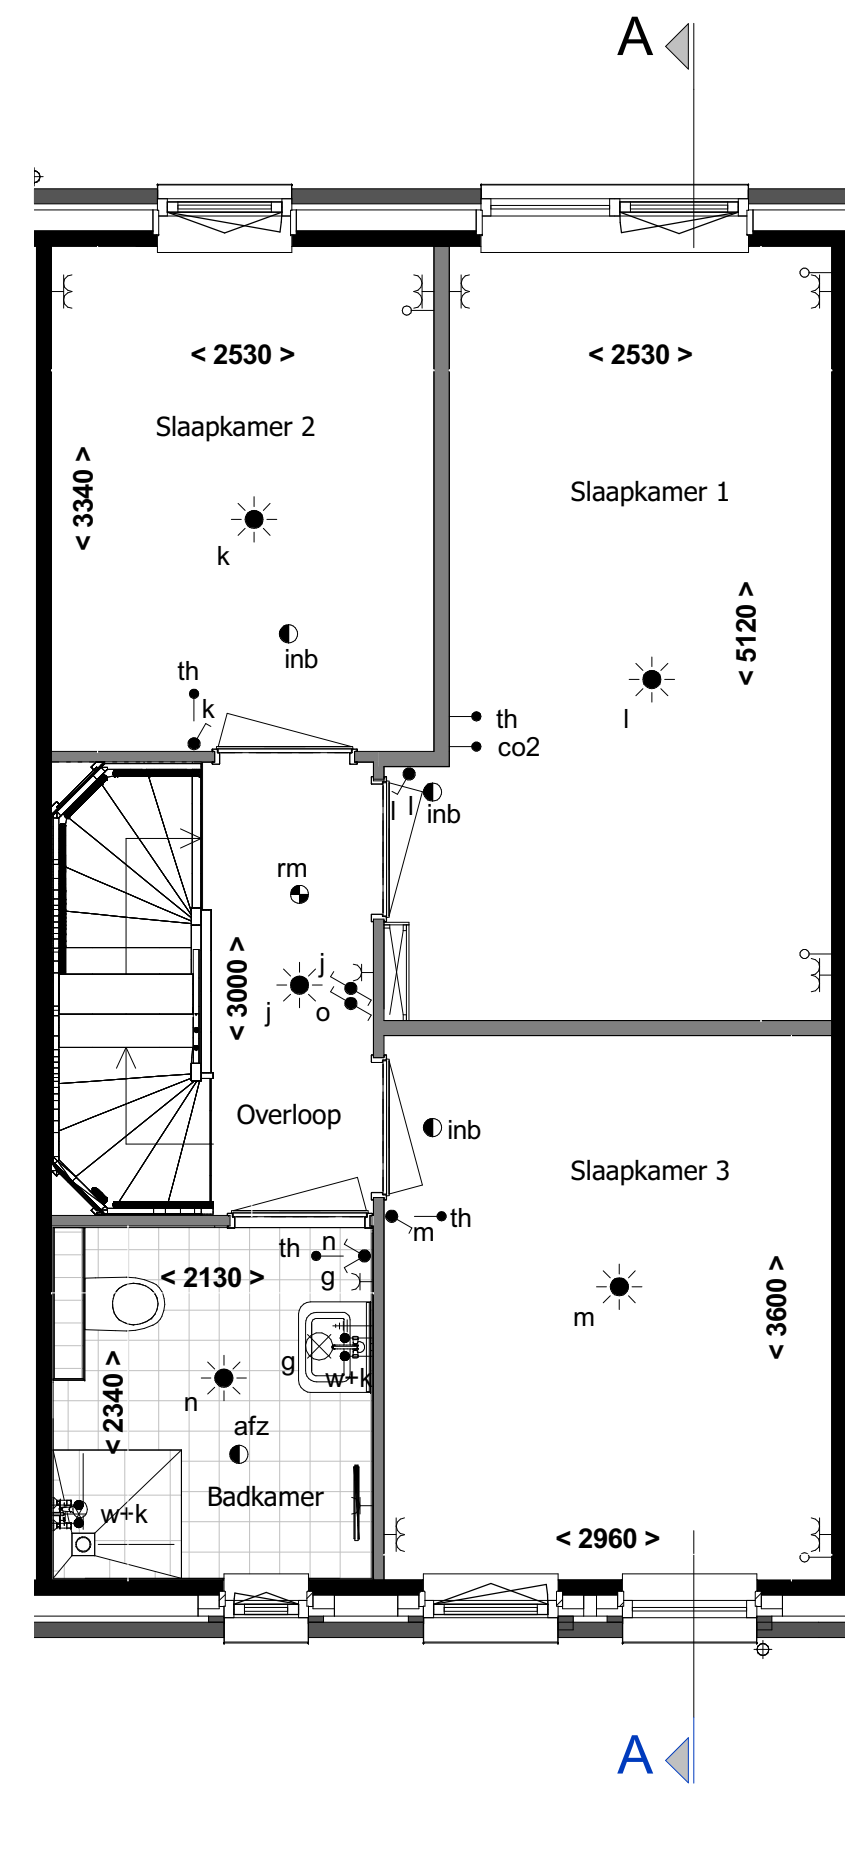 A
< 2530 >
< 2530 >
Slaapkamer 2
< 3340 >
Slaapkamer 1
k
< 5120 >
inb
th
k
l
th
co2
l
l
inb
rm
j
< 3000 >
j
o
Overloop
inb
Slaapkamer 3
m
th
th
n
g
< 2130 >
< 3600 >
m
g
w+k
< 2340 >
n
afz
Badkamer
w+k
< 2960 >
A